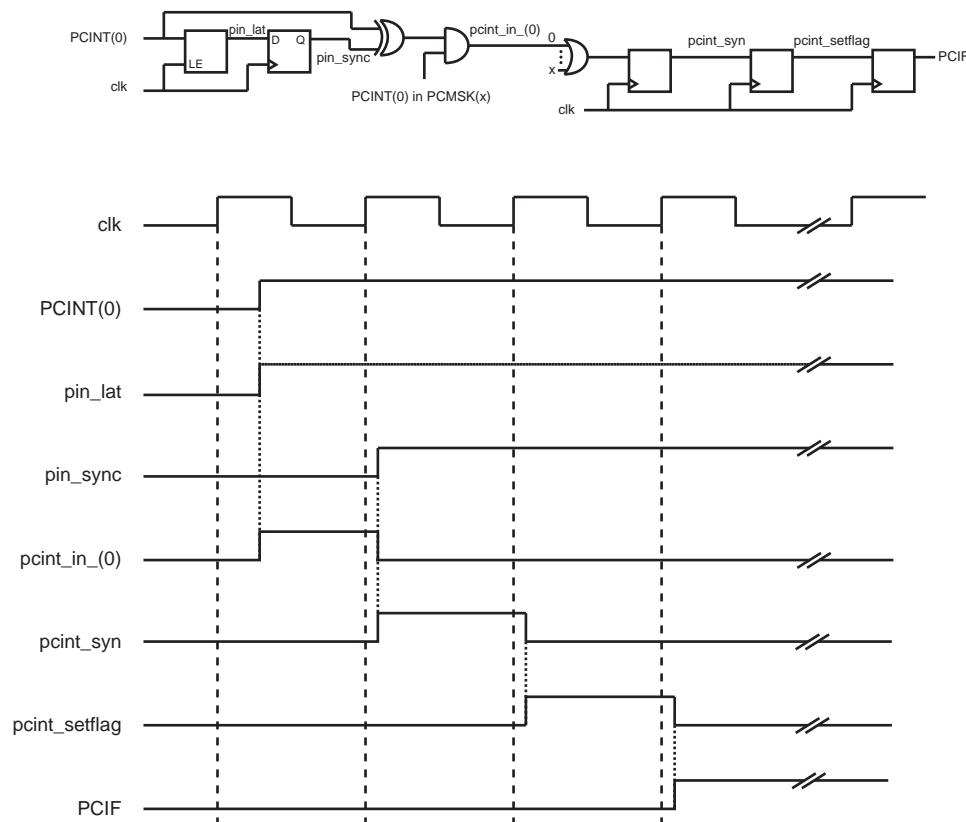 PCINT(0)
pin_lat
D Q
LE
pin_sync
clk
PCINT(0) in PCMSK(x)
pcint_in_(0)
0
x
clk
pcint_syn
pcint_setflag
PCIF
clk
PCINT(0)
pin_lat
pin_sync
pcint_in_(0)
pcint_syn
pcint_setflag
PCIF